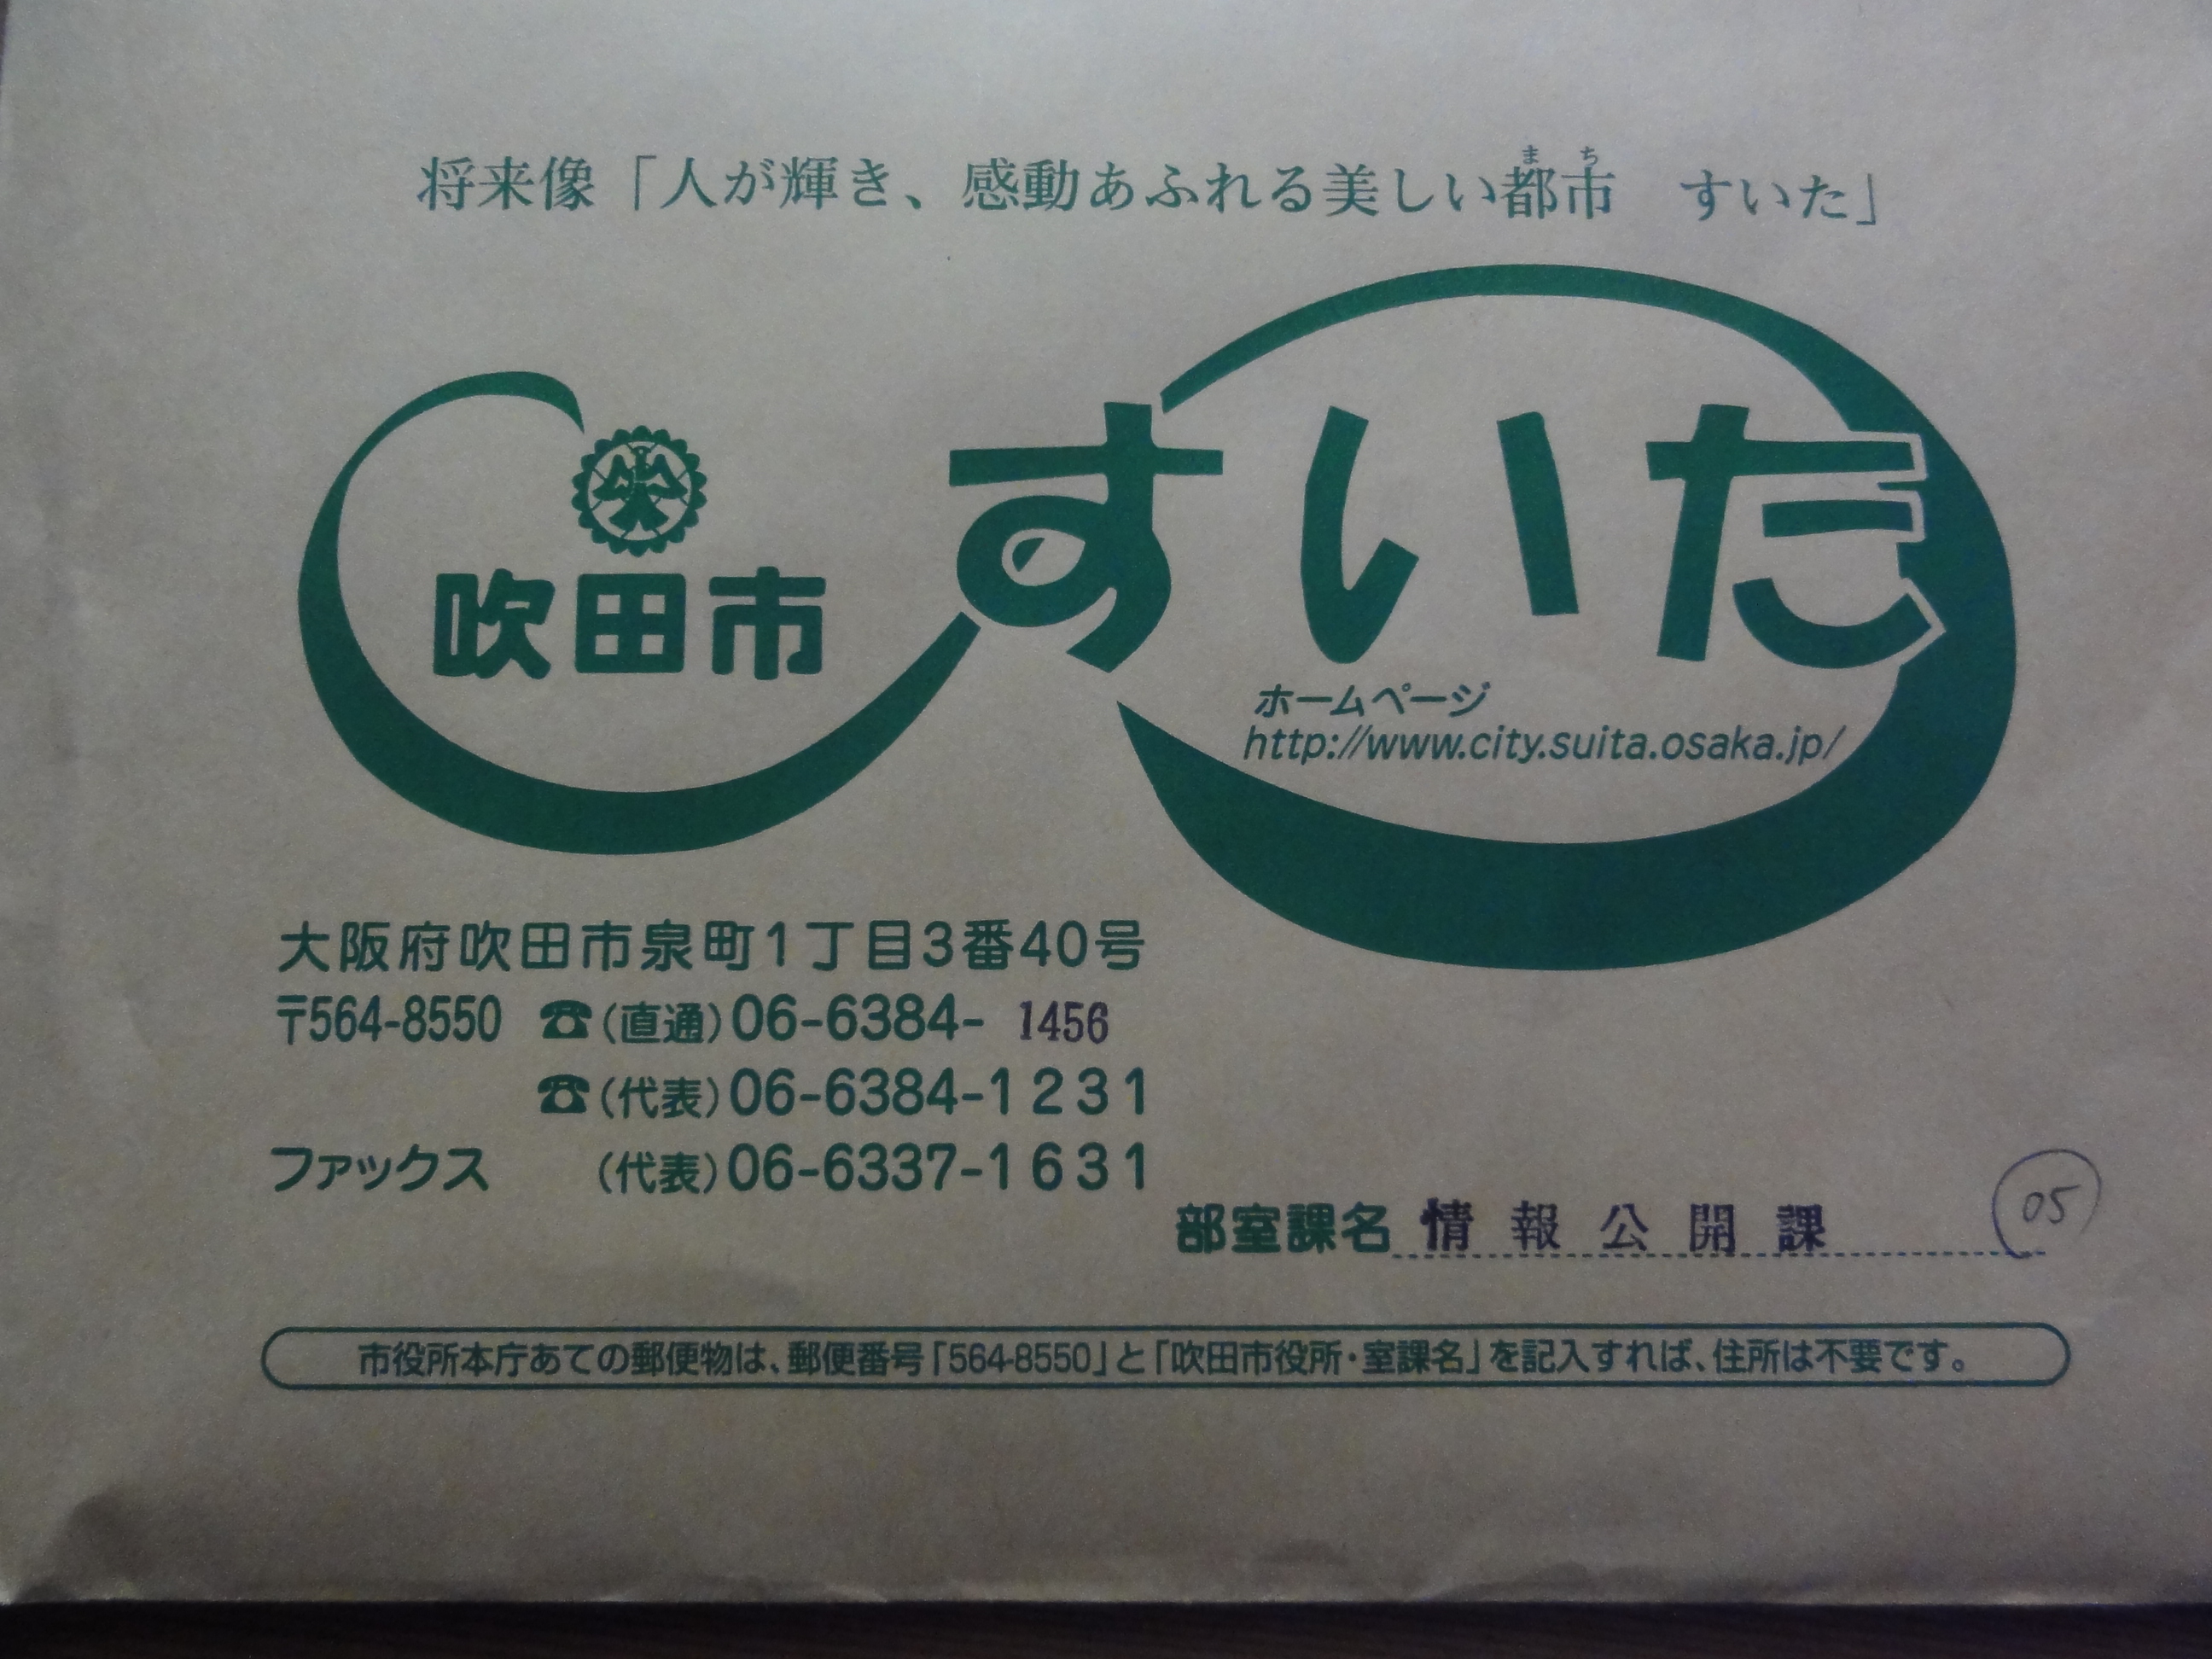 将来像「人が輝き、感動あふれる美しい都市　すいた」
まち
吹田市
すいた
ホームページ
http://www.city.suita.osaka.jp/
大阪府吹田市泉町1丁目3番40号
〒564-8550 ☎(直通)06-6384- 1456
☎(代表)06-6384-1231
ファックス (代表)06-6337-1631
部室課名 情報公開課 05
市役所本庁あての郵便物は、郵便番号「564-8550」と「吹田市役所・室課名」を記入すれば、住所は不要です。